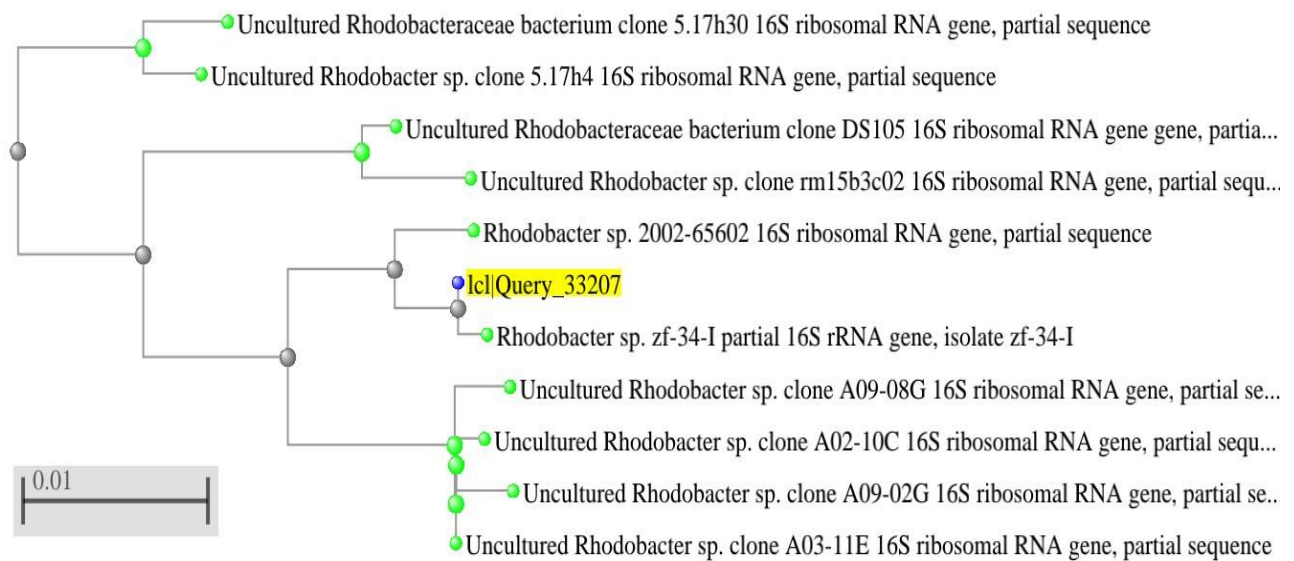 Uncultured Rhodobacteraceae bacterium clone 5.17h30 16S ribosomal RNA gene, partial sequence
Uncultured Rhodobacter sp. clone 5.17h4 16S ribosomal RNA gene, partial sequence
Uncultured Rhodobacteraceae bacterium clone DS105 16S ribosomal RNA gene gene, partia...
Uncultured Rhodobacter sp. clone rm15b3c02 16S ribosomal RNA gene, partial sequ...
Rhodobacter sp. 2002-65602 16S ribosomal RNA gene, partial sequence
lcl|Query_33207
Rhodobacter sp. zf-34-I partial 16S rRNA gene, isolate zf-34-I
Uncultured Rhodobacter sp. clone A09-08G 16S ribosomal RNA gene, partial se...
Uncultured Rhodobacter sp. clone A02-10C 16S ribosomal RNA gene, partial sequ...
Uncultured Rhodobacter sp. clone A09-02G 16S ribosomal RNA gene, partial se...
Uncultured Rhodobacter sp. clone A03-11E 16S ribosomal RNA gene, partial sequence
0.01